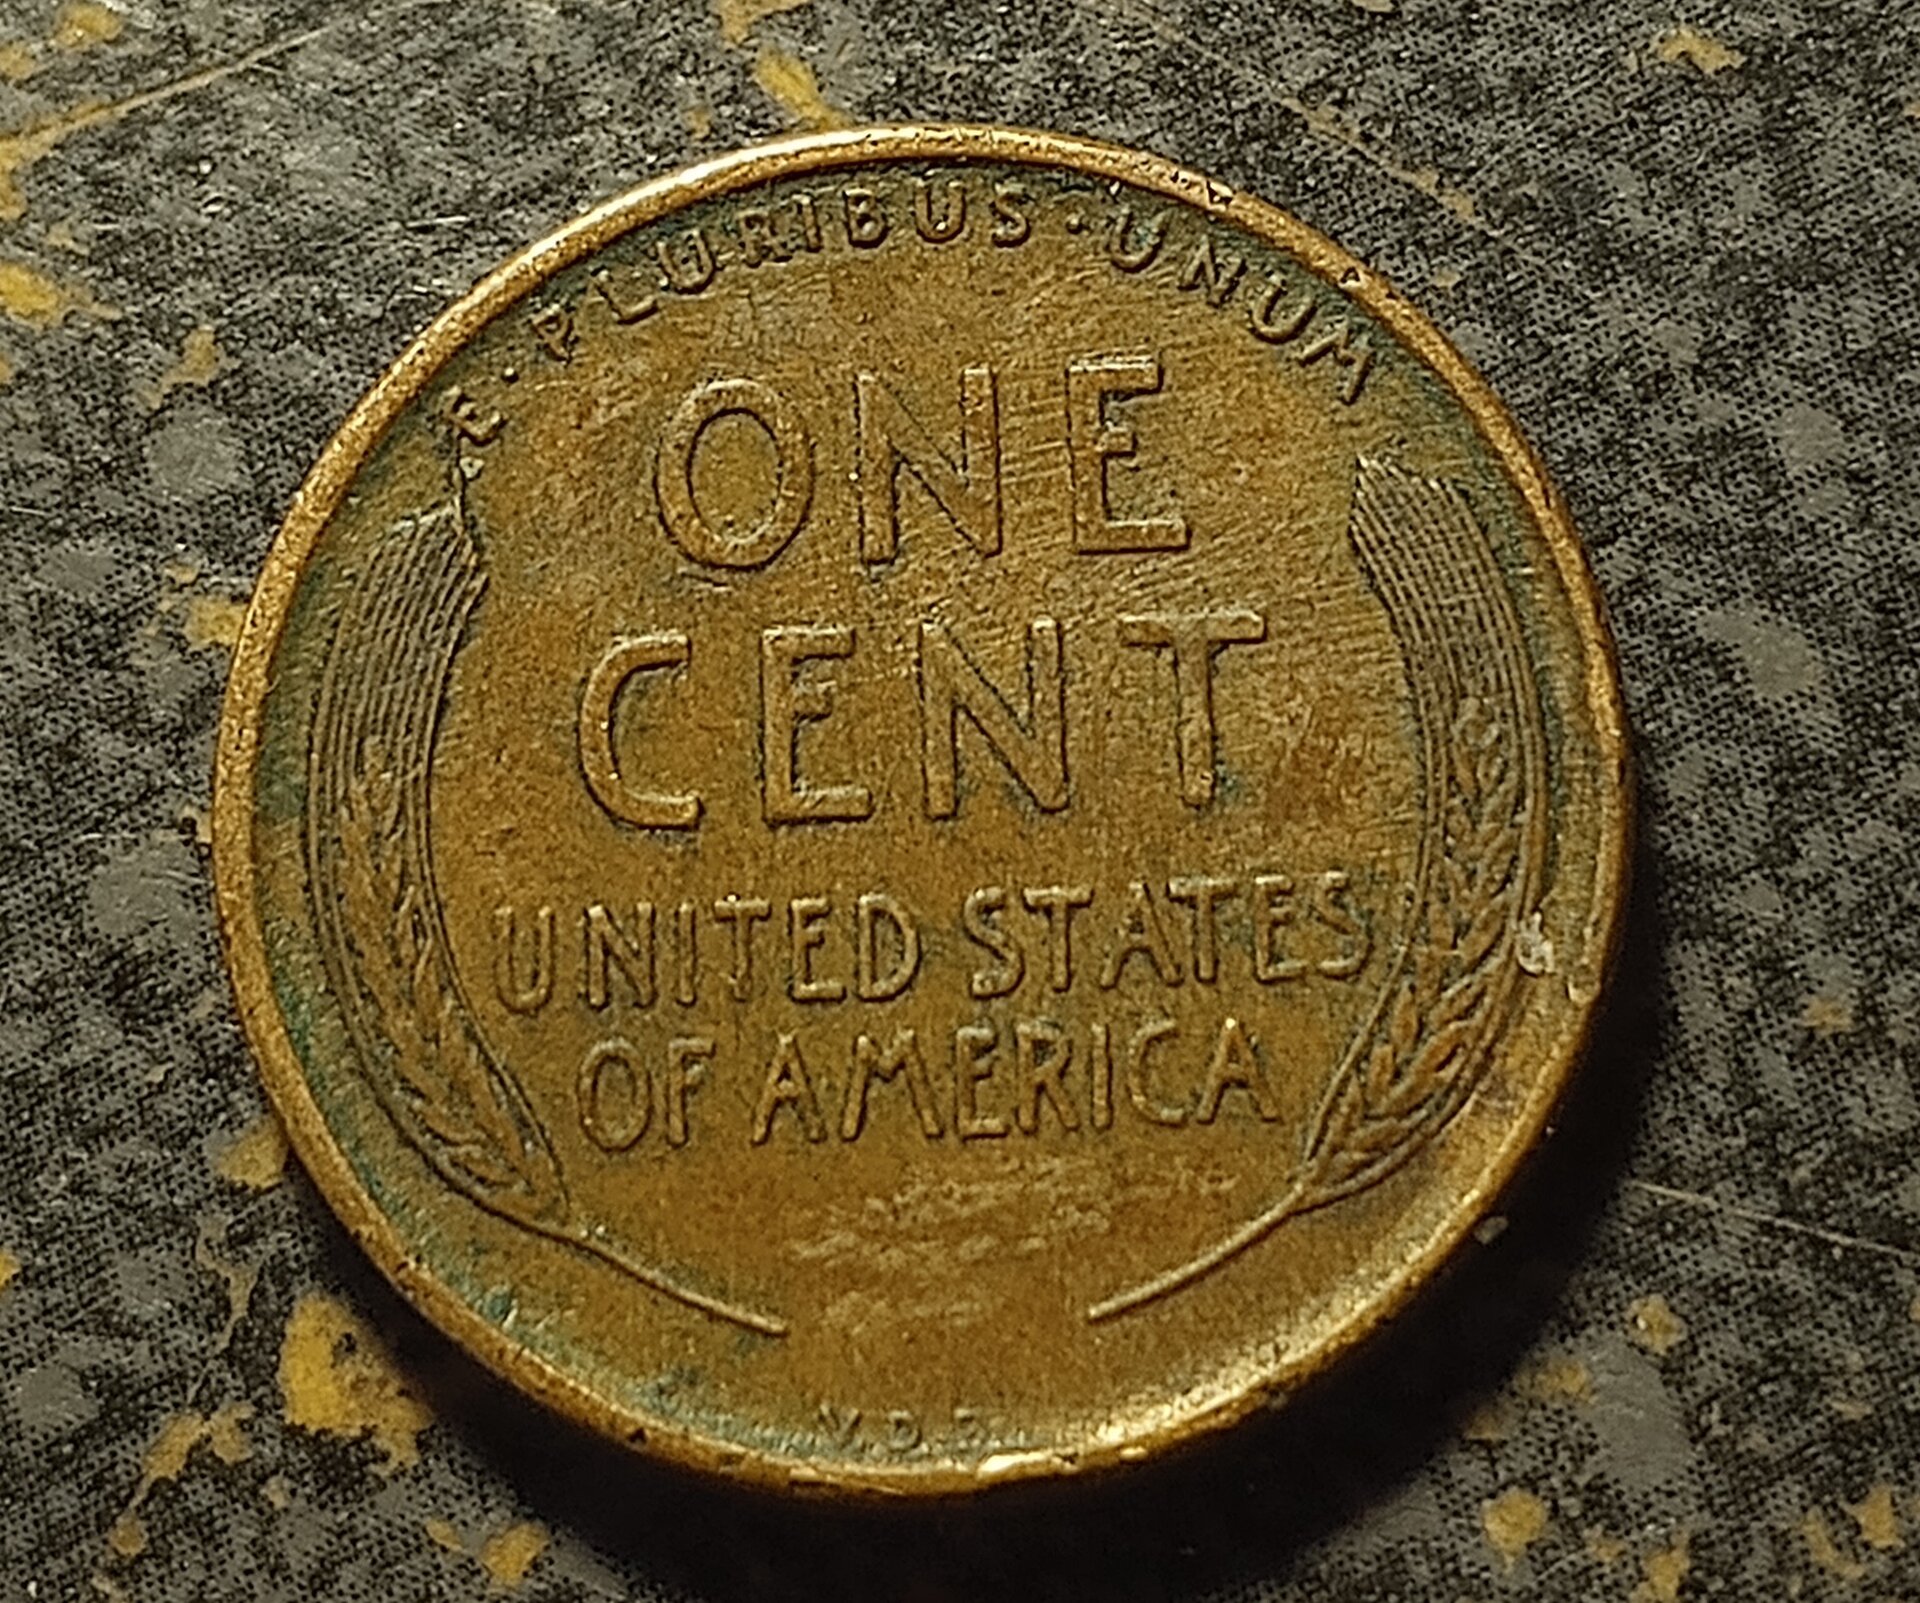 E · PLURIBUS · UNUM
ONE
CENT
UNITED STATES
OF AMERICA
V.D.B.